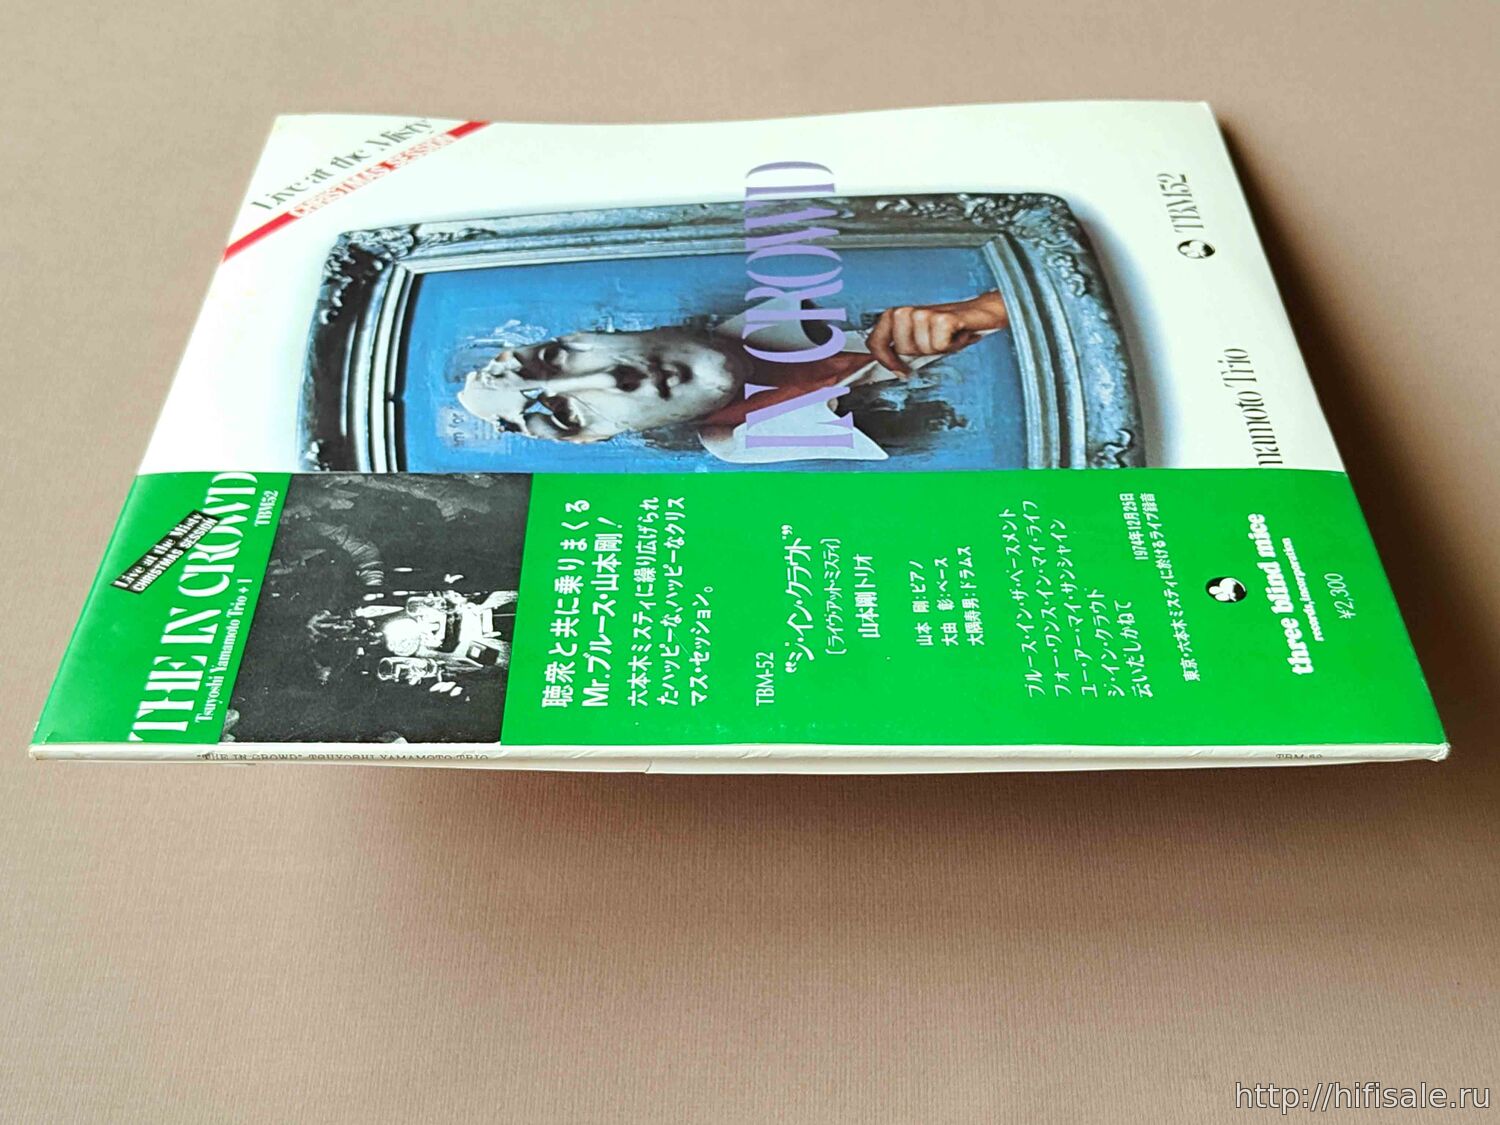 Live at the Misty
CHRISTMAS SESSION
IN CROWD
TBM52
Trio
Live at the Misty
CHRISTMAS SESSION
THE IN CROWD
Tsuyoshi Yamamoto Trio + 1
TBM52
聴衆と共に乗りまくる
Mr.ブルース・山本剛!
六本木ミスティに繰り広げられ
たハッピーな、ハッピーなクリス
マス・セッション。
TBM-52
“ジ・イン・クラウド”
(ライヴ・アット・ミスティ)
山本剛トリオ
山本 剛:ピアノ
大由 彰:ベース
大隅寿男:ドラムス
ブルース・イン・サ・ベースメント
フォー・ワンス・イン・マイ・ライフ
ユー・アー・マイ・サンシャイン
ジ・イン・クラウド
云いだしかねて
1974年12月25日
東京・六本木ミスティに於けるライブ録音
three blind mice
records, incorporation
¥2,300
"THE IN CROWD" TSUYOSHI YAMAMOTO TRIO
TBM-52
http://hifisale.ru